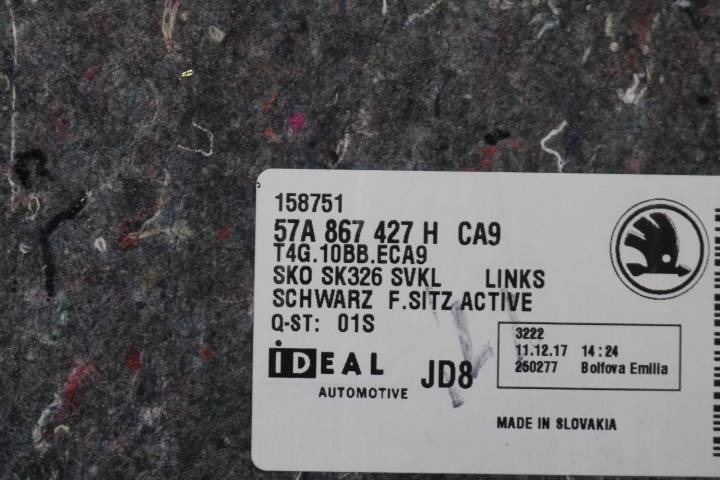 158751
57A 867 427 H CA9
T4G.10BB.ECA9
SKO SK326 SVKL LINKS
SCHWARZ F.SITZ ACTIVE
Q-ST: 01S
3222
11.12.17 14:24
250277 Bolfova Emilia
iDEAL
AUTOMOTIVE
JD8
MADE IN SLOVAKIA